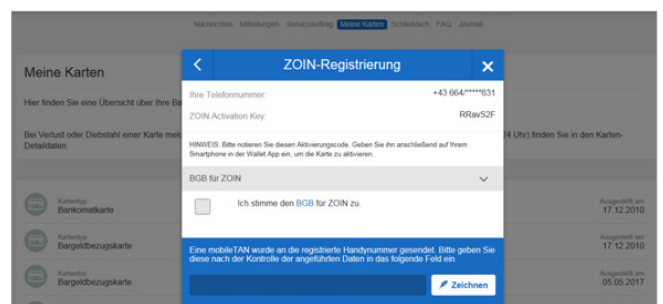 Nachrichten Mitteilungen Serviceauftrag Meine Karten Schließfach FAQ Journal
ZOIN-Registrierung
Meine Karten
Ihre Telefonnummer: +43 664/*****631
Hier finden Sie eine Übersicht über Ihre Ba
ZOIN Activation Key: RRavS2F
Bei Verlust oder Diebstahl einer Karte meld
24 Uhr) finden Sie in den Karten-
Detaildaten.
HINWEIS: Bitte notieren Sie diesen Aktivierungscode. Geben Sie ihn anschließend auf Ihrem
Smartphone in der Wallet App ein, um die Karte zu aktivieren.
BGB für ZOIN
Ich stimme den BGB für ZOIN zu.
Kartentyp
Bankomatkarte
Ausgestellt am
17.12.2010
Kartentyp
Bargeldbezugskarte
Ausgestellt am
17.12.2010
Eine mobileTAN wurde an die registrierte Handynummer gesendet. Bitte geben Sie
diese nach der Kontrolle der angeführten Daten in das folgende Feld ein.
Kartentyp
Bargeldbezugskarte
Ausgestellt am
05.05.2017
Zeichnen